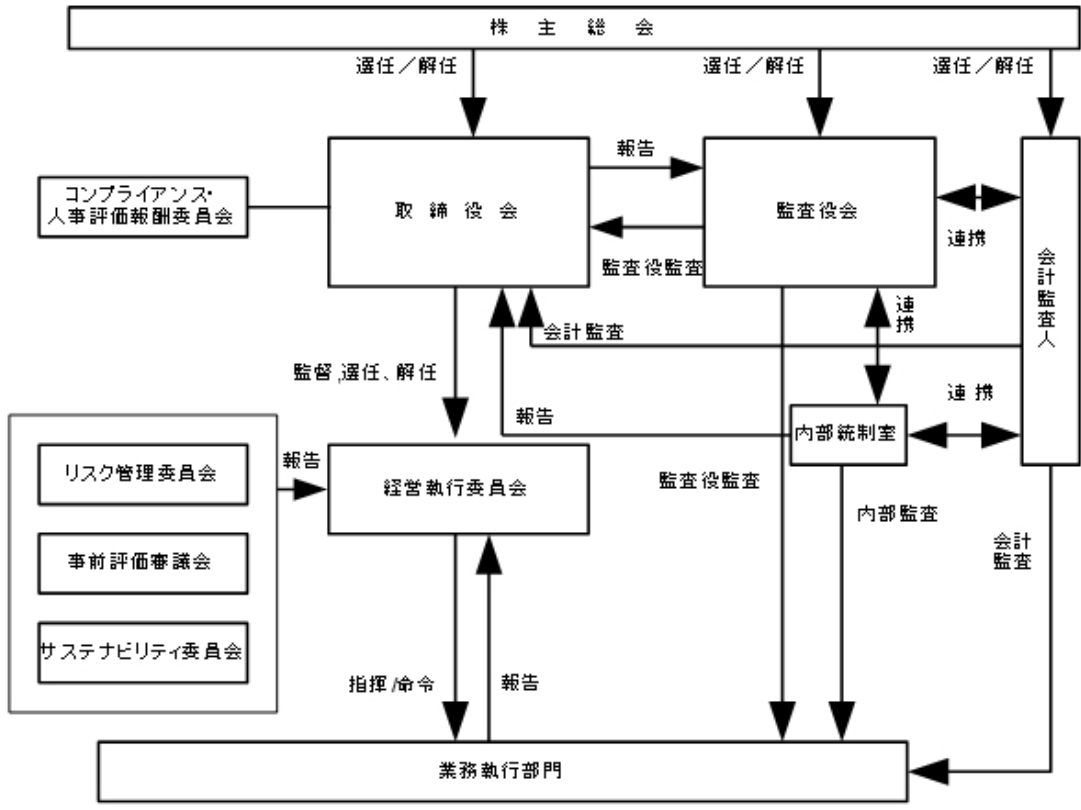 株主総会
選任／解任
選任／解任
選任／解任
報告
コンプライアンス・
人事評価報酬委員会
取締役会
監査役会
連携
監査役監査
会計監査人
連携
会計監査
監督,選任、解任
連携
報告
内部統制室
リスク管理委員会
報告
経営執行委員会
監査役監査
内部監査
会計
監査
事前評価審議会
サステナビリティ委員会
指揮/命令
報告
業務執行部門